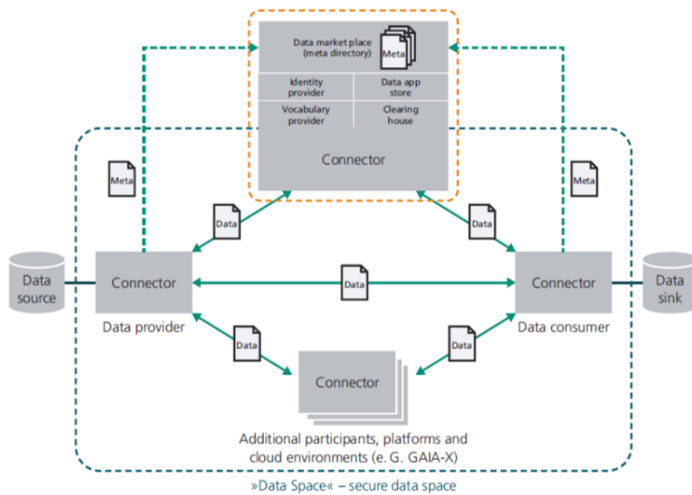 Data market place
(meta directory)
Meta
Identity
provider
Data app
store
Vocabulary
provider
Clearing
house
Connector
Meta
Meta
Data
Data
Data
source
Connector
Data
Connector
Data
sink
Data provider
Data consumer
Data
Data
Connector
Additional participants, platforms and
cloud environments (e. G. GAIA-X)
»Data Space« – secure data space